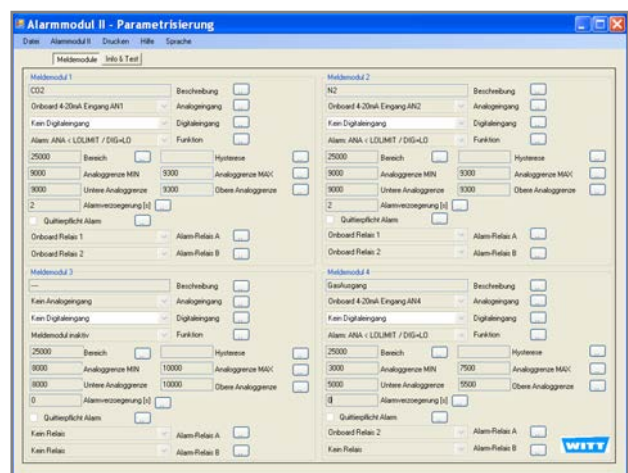 Alarmmodul II - Parametrisierung
Datei Alarmmodul II Drucken Hilfe Sprache
Meldemodule Info & Test
Meldemodul 1
CO2 Beschreibung ...
Onboard 4-20mA Eingang AN1 Analogeingang ...
Kein Digitaleingang Digitaleingang ...
Alarm: ANA < LOLIMIT / DIG=LO Funktion ...
25000 Bereich ... Hysterese ...
9000 Analoggrenze MIN 9300 Analoggrenze MAX ...
9000 Untere Analoggrenze 9300 Obere Analoggrenze ...
2 Alarmverzoegerung [s] ...
Quittierpflicht Alarm ...
Onboard Relais 1 Alarm-Relais A ...
Onboard Relais 2 Alarm-Relais B ...
Meldemodul 2
N2 Beschreibung ...
Onboard 4-20mA Eingang AN2 Analogeingang ...
Kein Digitaleingang Digitaleingang ...
Alarm: ANA < LOLIMIT / DIG=LO Funktion ...
25000 Bereich ... Hysterese ...
9000 Analoggrenze MIN 9300 Analoggrenze MAX ...
9000 Untere Analoggrenze 9300 Obere Analoggrenze ...
2 Alarmverzoegerung [s] ...
Quittierpflicht Alarm ...
Onboard Relais 1 Alarm-Relais A ...
Onboard Relais 2 Alarm-Relais B ...
Meldemodul 3
--- Beschreibung ...
Kein Analogeingang Analogeingang ...
Kein Digitaleingang Digitaleingang ...
Meldemodul inaktiv Funktion ...
25000 Bereich ... Hysterese ...
8000 Analoggrenze MIN 10000 Analoggrenze MAX ...
8000 Untere Analoggrenze 10000 Obere Analoggrenze ...
0 Alarmverzoegerung [s] ...
Quittierpflicht Alarm ...
Kein Relais Alarm-Relais A ...
Kein Relais Alarm-Relais B ...
Meldemodul 4
GasAusgang Beschreibung ...
Onboard 4-20mA Eingang AN4 Analogeingang ...
Kein Digitaleingang Digitaleingang ...
Alarm: ANA < LOLIMIT / DIG=LO Funktion ...
25000 Bereich ... Hysterese ...
3000 Analoggrenze MIN 7500 Analoggrenze MAX ...
5000 Untere Analoggrenze 5500 Obere Analoggrenze ...
0 Alarmverzoegerung [s] ...
Quittierpflicht Alarm ...
Onboard Relais 2 Alarm-Relais A ...
Kein Relais Alarm-Relais B ...
WITT